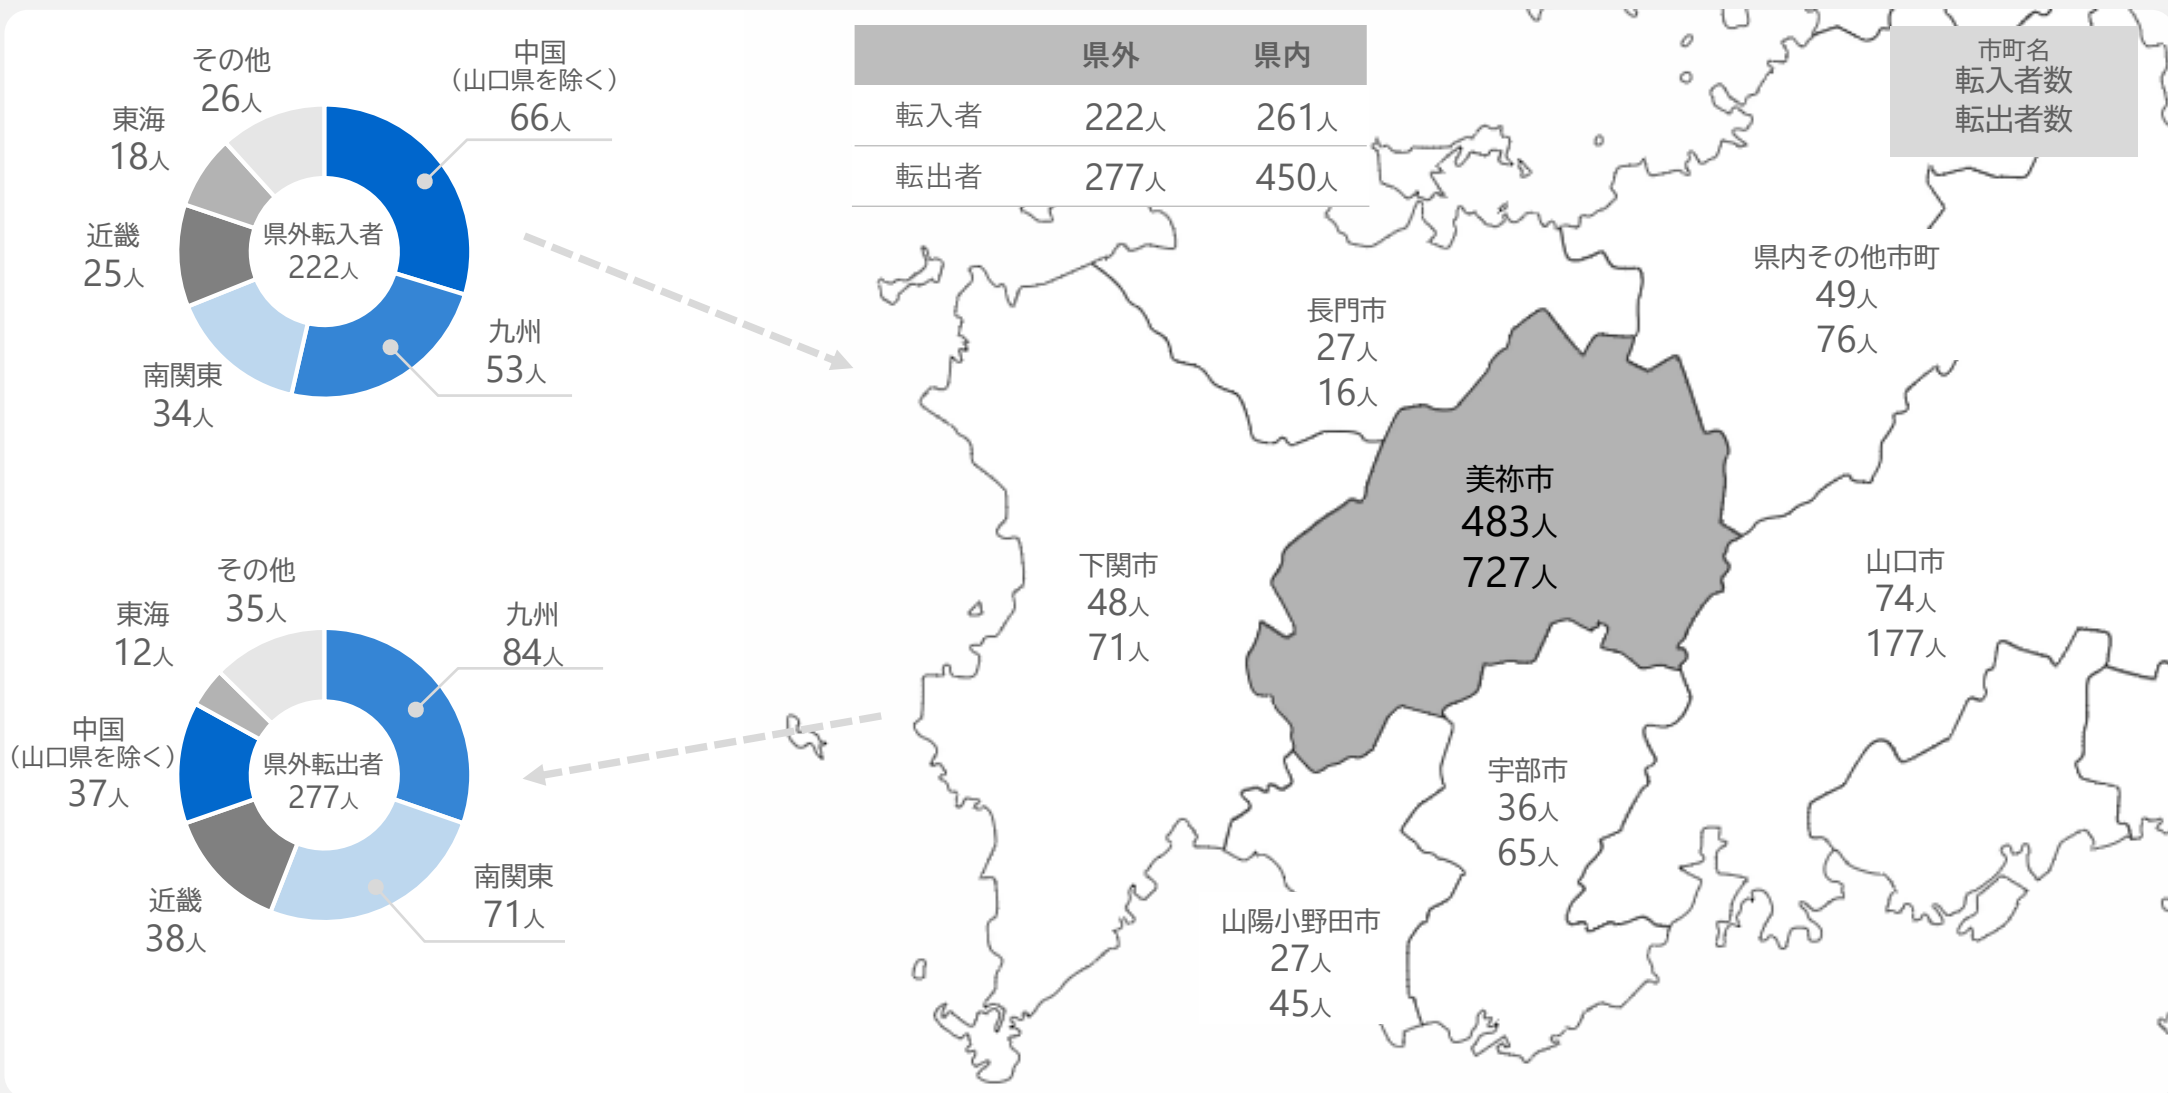 中国
（山口県を除く）
66人
その他
26人
東海
18人
近畿
25人
南関東
34人
九州
53人
県外転入者
222人
九州
84人
その他
35人
東海
12人
中国
（山口県を除く）
37人
近畿
38人
南関東
71人
県外転出者
277人
県外 県内
転入者 222人 261人
転出者 277人 450人
市町名
転入者数
転出者数
県内その他市町
49人
76人
長門市
27人
16人
美祢市
483人
727人
下関市
48人
71人
山口市
74人
177人
宇部市
36人
65人
山陽小野田市
27人
45人